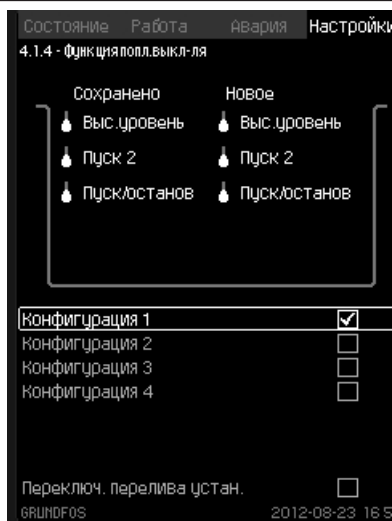 Состояние Работа Авария Настройки
4.1.4 - Функция попл.выкл-ля
Сохранено Новое
Выс.уровень Выс.уровень
Пуск 2 Пуск 2
Пуск/останов Пуск/останов
Конфигурация 1
Конфигурация 2
Конфигурация 3
Конфигурация 4
Переключ. перелива устан.
GRUNDFOS 2012-08-23 16:5